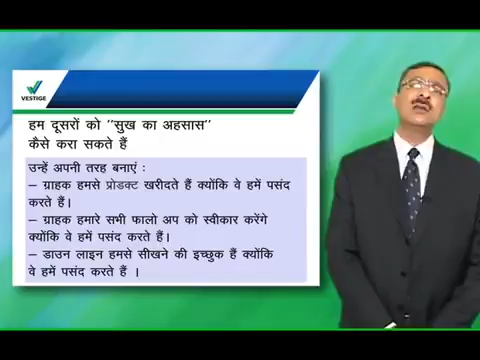 VESTIGE
हम दूसरों को "सुख का अहसास"
कैसे करा सकते हैं
उन्हें अपनी तरह बनाएं :
– ग्राहक हमसे प्रोडक्ट खरीदते हैं क्योंकि वे हमें पसंद
करते हैं।
– ग्राहक हमारे सभी फालो अप को स्वीकार करेंगे
क्योंकि वे हमें पसंद करते हैं।
– डाउन लाइन हमसे सीखने की इच्छुक हैं क्योंकि
वे हमें पसंद करते हैं ।